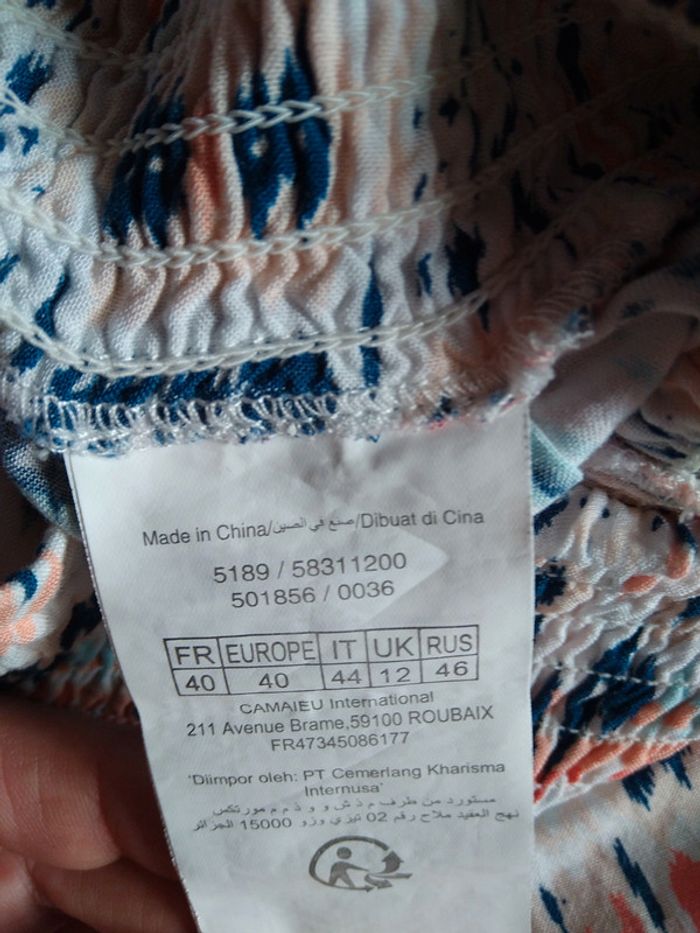 Made in China/صنع في الصين/Dibuat di Cina
5189 / 58311200
501856 / 0036
FR EUROPE IT UK RUS
40 40 44 12 46
CAMAIEU International
211 Avenue Brame,59100 ROUBAIX
FR47345086177
'Diimpor oleh: PT Cemerlang Kharisma
Internusa'
مستورد من طرف م ذ ش و و ذ م م مورتكس
نهج العقيد ملاح رقم 02 تيزي وزو 15000 الجزائر